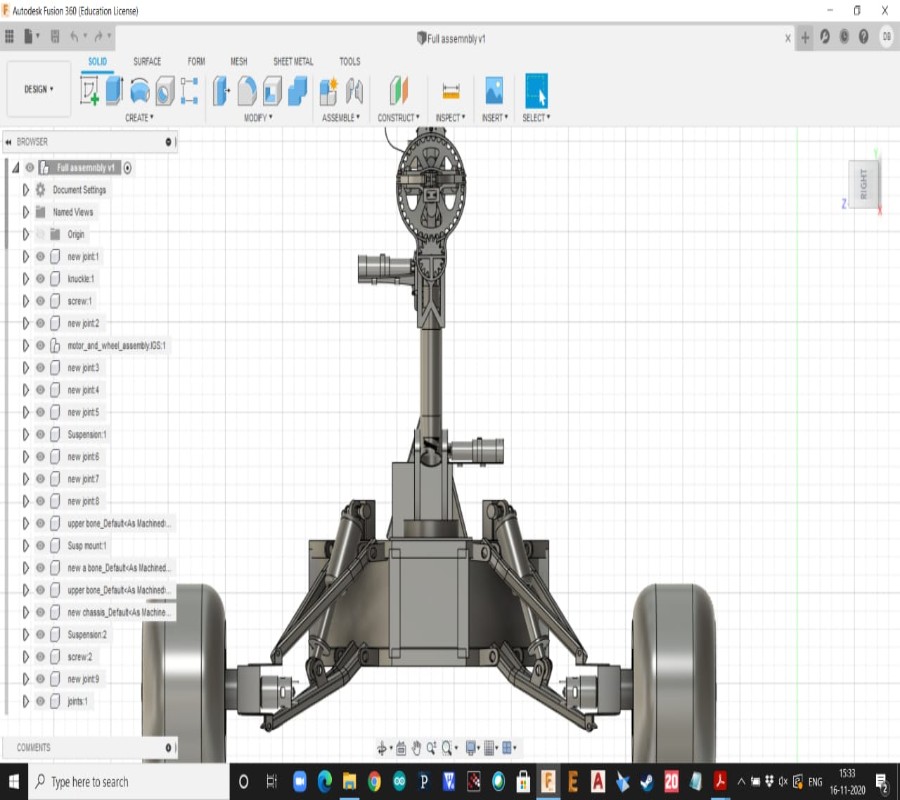 Autodesk Fusion 360 (Education License)
Full assemnbly v1
DB
DESIGN
SOLID SURFACE FORM MESH SHEET METAL TOOLS
CREATE MODIFY ASSEMBLE CONSTRUCT INSPECT INSERT SELECT
BROWSER
Full assemnbly v1
Document Settings
Named Views
Origin
new joint:1
knuckle:1
screw:1
new joint:2
motor_and_wheel_assembly.IGS:1
new joint:3
new joint:4
new joint:5
Suspension:1
new joint:6
new joint:7
new joint:8
upper bone_Default<As Machined>...
Susp mount:1
new a bone_Default<As Machined...
upper bone_Default<As Machined>...
new chassis_Default<As Machine...
Suspension:2
screw:2
new joint:9
joints:1
RIGHT
Y
Z
X
COMMENTS
Type here to search
ENG
15:33
16-11-2020
2
20